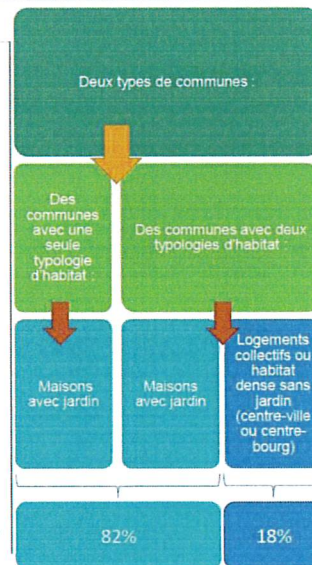 Deux types de communes :
Des
communes
avec une
seule
typologie
d'habitat :
Des communes avec deux
typologies d'habitat :
Maisons
avec jardin
Maisons
avec jardin
Logements
collectifs ou
habitat
dense sans
jardin
(centre-ville
ou centre-
bourg)
82%
18%